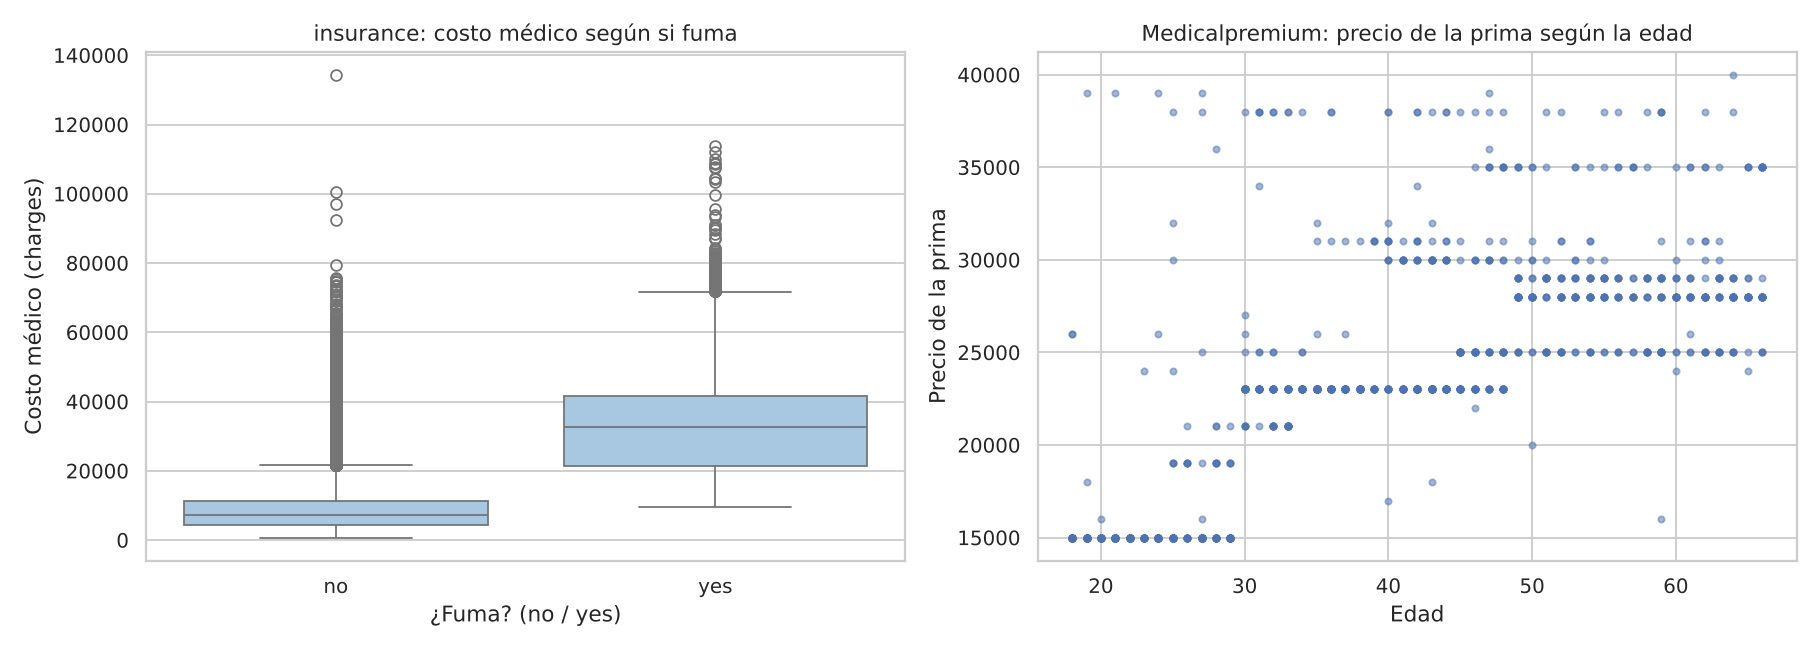 insurance: costo médico según si fuma
Costo médico (charges)
140000
120000
100000
80000
60000
40000
20000
0
no yes
¿Fuma? (no / yes)
Medicalpremium: precio de la prima según la edad
Precio de la prima
40000
35000
30000
25000
20000
15000
20 30 40 50 60
Edad